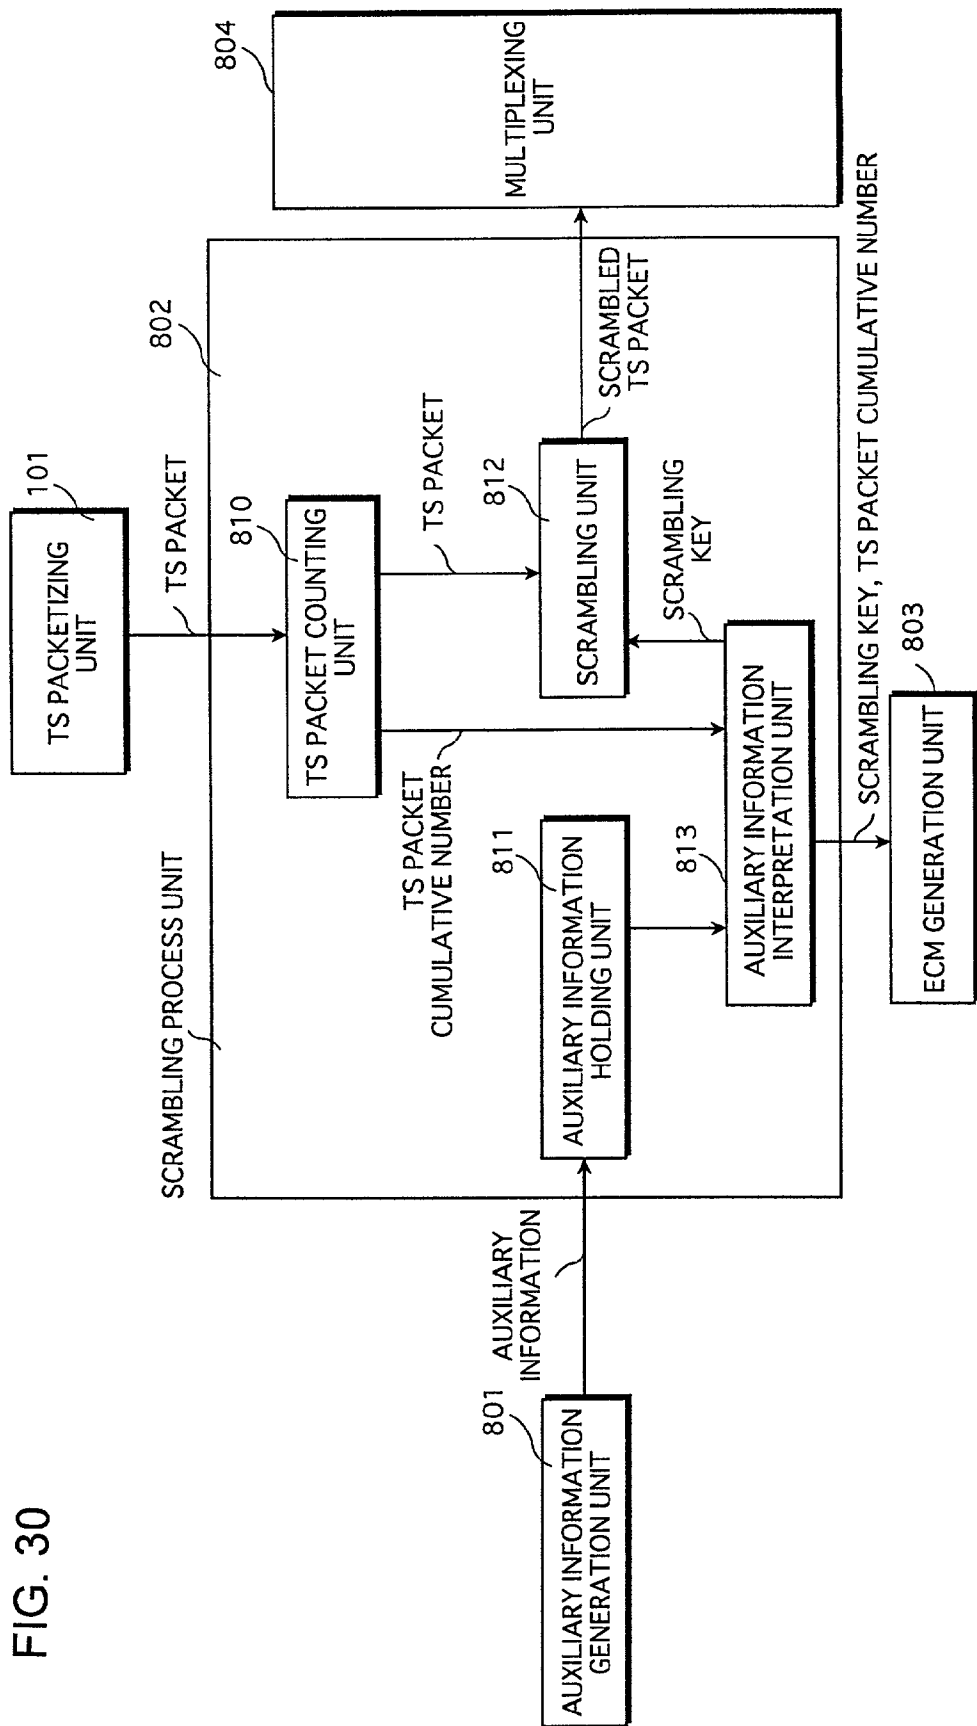 FIG. 30
TS PACKETIZING
UNIT
101
TS PACKET
SCRAMBLING PROCESS UNIT
802
804
TS PACKET COUNTING
UNIT
810
TS PACKET
CUMULATIVE NUMBER
TS PACKET
MULTIPLEXING
UNIT
801
AUXILIARY INFORMATION
GENERATION UNIT
AUXILIARY
INFORMATION
811
AUXILIARY INFORMATION
HOLDING UNIT
812
SCRAMBLING UNIT
SCRAMBLED
TS PACKET
SCRAMBLING
KEY
813
AUXILIARY INFORMATION
INTERPRETATION UNIT
SCRAMBLING KEY, TS PACKET CUMULATIVE NUMBER
803
ECM GENERATION UNIT